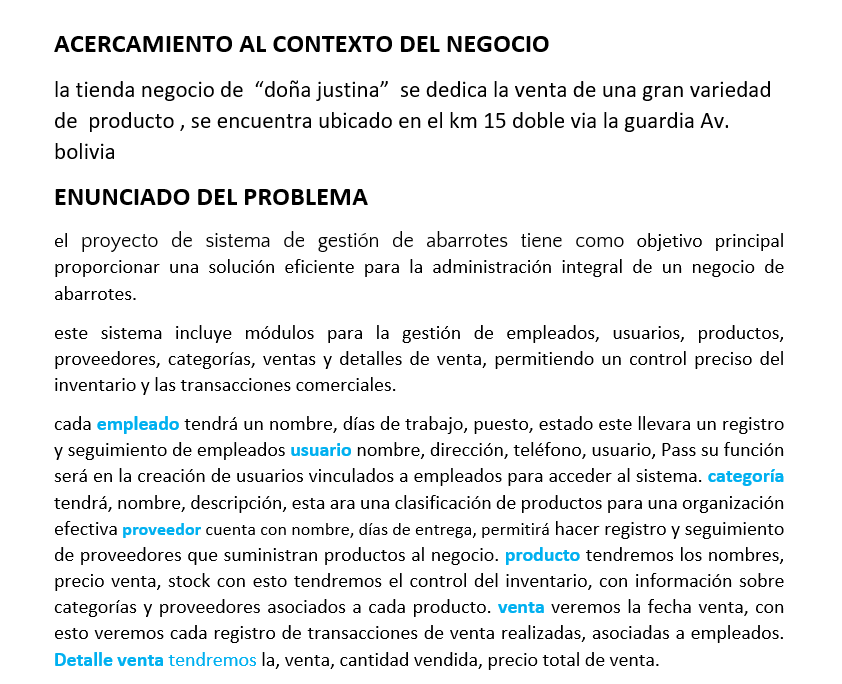 ACERCAMIENTO AL CONTEXTO DEL NEGOCIO
la tienda negocio de “doña justina” se dedica la venta de una gran variedad
de producto , se encuentra ubicado en el km 15 doble via la guardia Av.
bolivia
ENUNCIADO DEL PROBLEMA
el proyecto de sistema de gestión de abarrotes tiene como objetivo principal
proporcionar una solución eficiente para la administración integral de un negocio de
abarrotes.
este sistema incluye módulos para la gestión de empleados, usuarios, productos,
proveedores, categorías, ventas y detalles de venta, permitiendo un control preciso del
inventario y las transacciones comerciales.
cada empleado tendrá un nombre, días de trabajo, puesto, estado este llevara un registro
y seguimiento de empleados usuario nombre, dirección, teléfono, usuario, Pass su función
será en la creación de usuarios vinculados a empleados para acceder al sistema. categoría
tendrá, nombre, descripción, esta ara una clasificación de productos para una organización
efectiva proveedor cuenta con nombre, días de entrega, permitirá hacer registro y seguimiento
de proveedores que suministran productos al negocio. producto tendremos los nombres,
precio venta, stock con esto tendremos el control del inventario, con información sobre
categorías y proveedores asociados a cada producto. venta veremos la fecha venta, con
esto veremos cada registro de transacciones de venta realizadas, asociadas a empleados.
Detalle venta tendremos la, venta, cantidad vendida, precio total de venta.